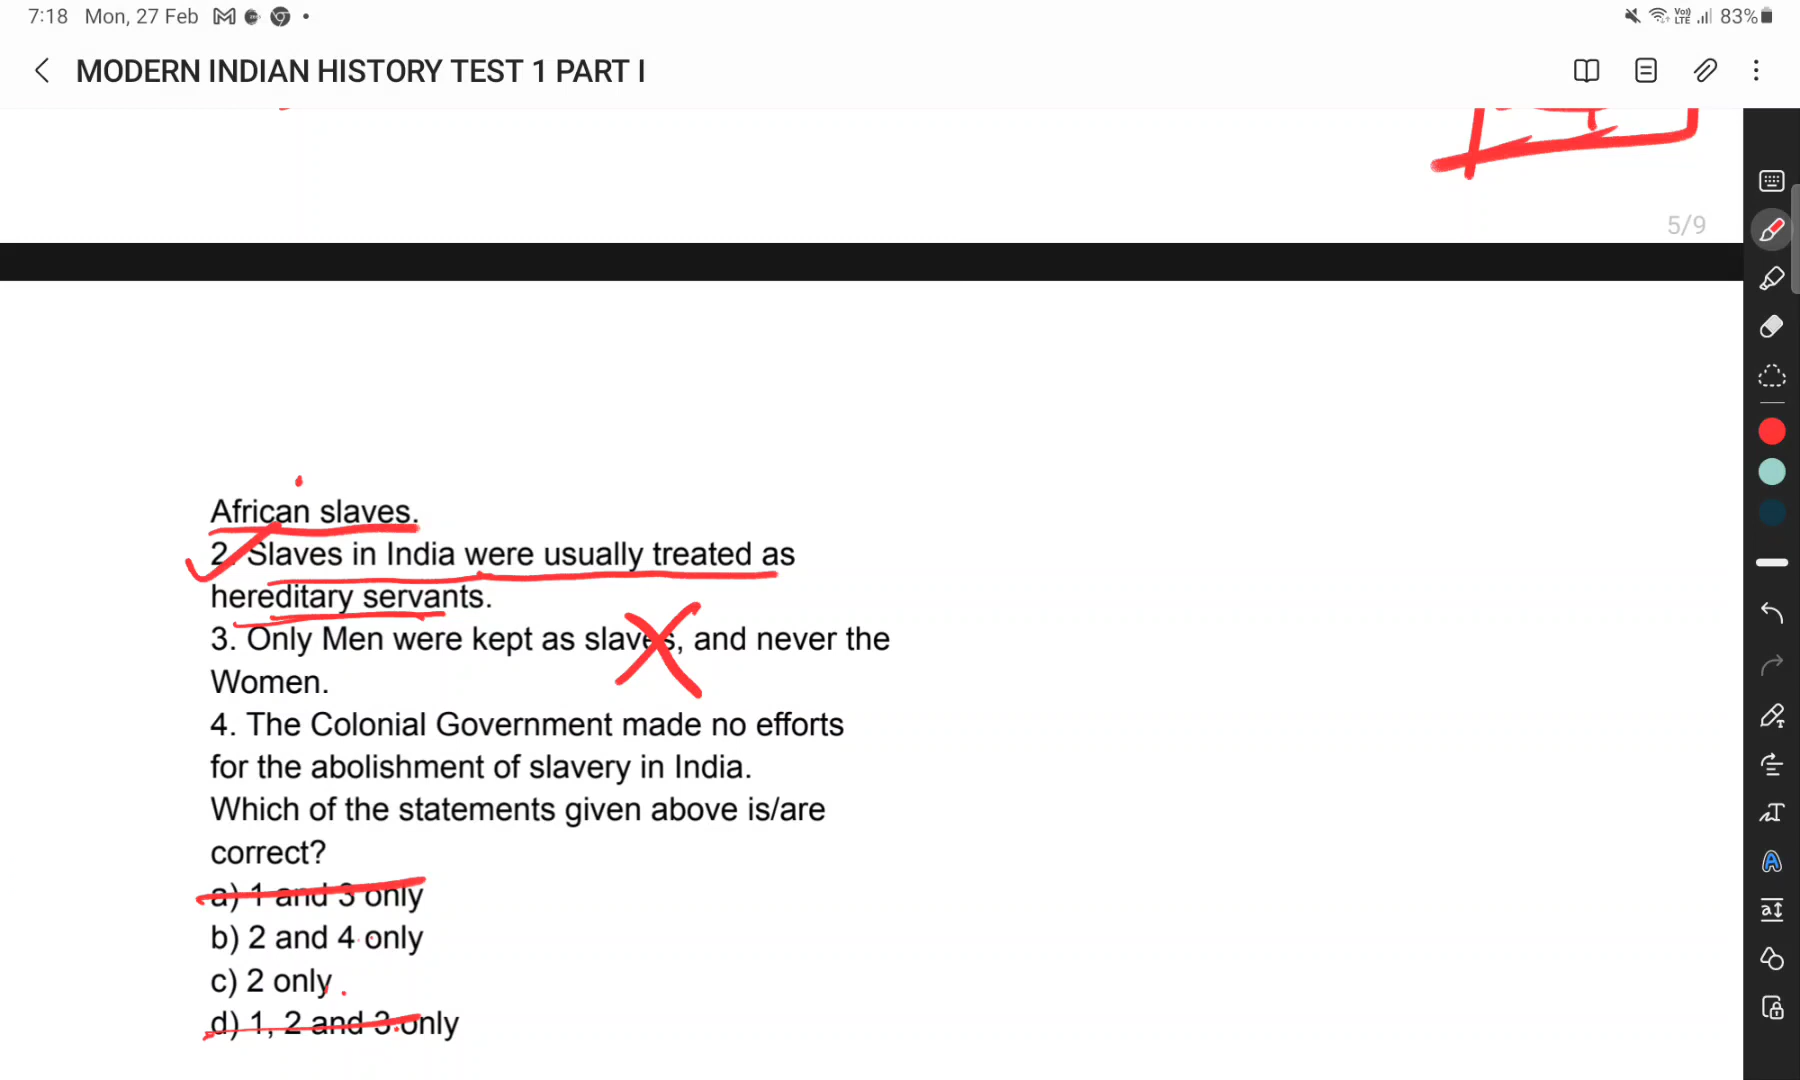 7:18 Mon, 27 Feb
Vo) LTE 83%
MODERN INDIAN HISTORY TEST 1 PART I
5/9
African slaves.
2. Slaves in India were usually treated as
hereditary servants.
3. Only Men were kept as slaves, and never the
Women.
4. The Colonial Government made no efforts
for the abolishment of slavery in India.
Which of the statements given above is/are
correct?
a) 1 and 3 only
b) 2 and 4 only
c) 2 only
d) 1, 2 and 3 only